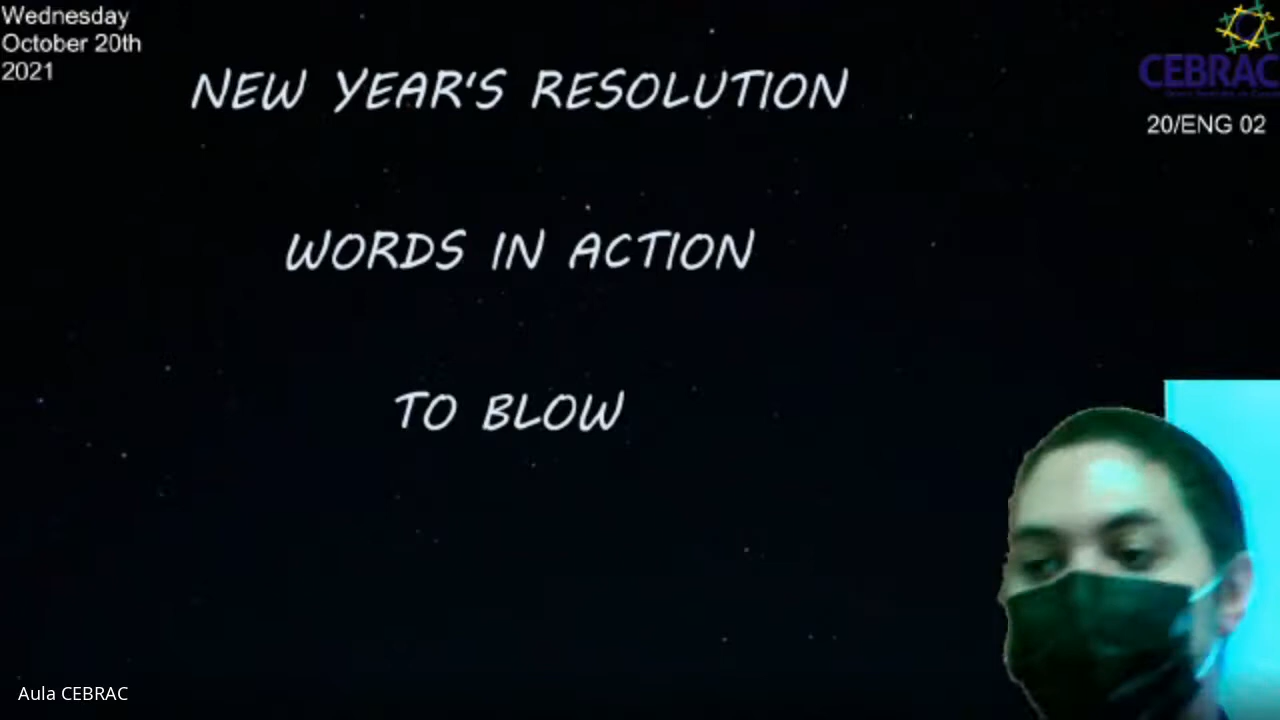 Wednesday
October 20th
2021
CEBRAC
20/ENG 02
NEW YEAR'S RESOLUTION
WORDS IN ACTION
TO BLOW
Aula CEBRAC